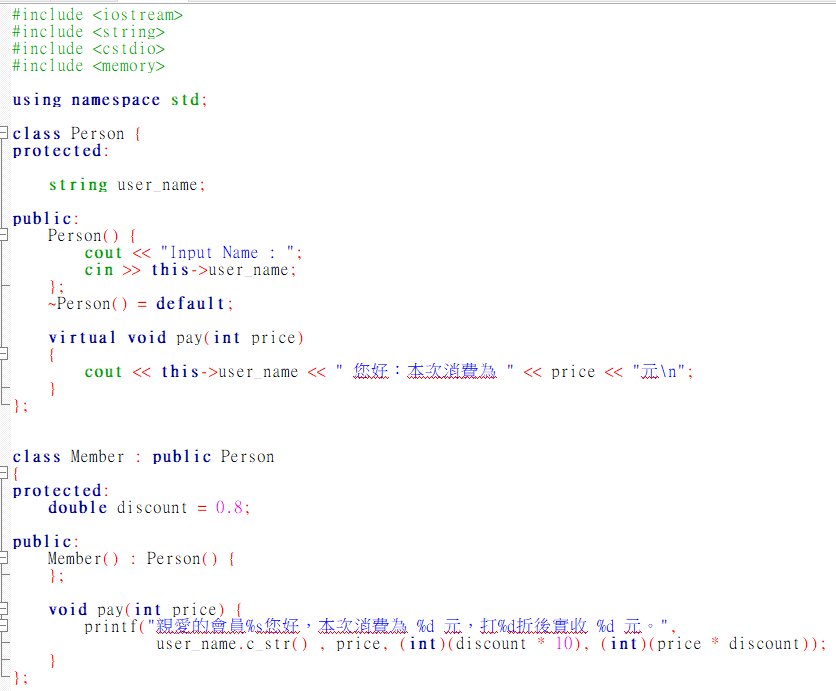 #include <iostream>
#include <string>
#include <cstdio>
#include <memory>
using namespace std;
class Person {
protected:
string user_name;
public:
Person() {
cout << "Input Name : ";
cin >> this->user_name;
};
~Person() = default;
virtual void pay(int price)
{
cout << this->user_name << " 您好：本次消費為 " << price << "元\n";
}
};
class Member : public Person
{
protected:
double discount = 0.8;
public:
Member() : Person() {
};
void pay(int price) {
printf("親愛的會員%s您好，本次消費為 %d 元，打%d折後實收 %d 元。",
user_name.c_str() , price, (int)(discount * 10), (int)(price * discount));
}
};